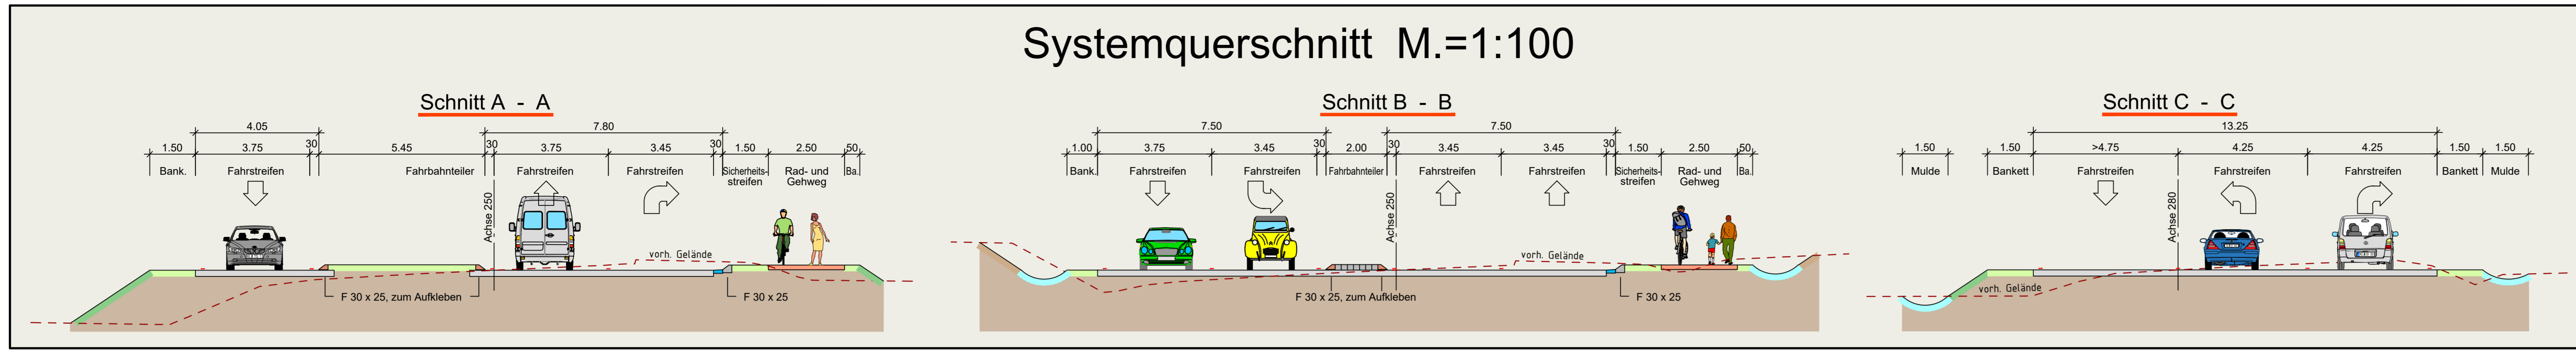 Systemquerschnitt M.=1:100
Schnitt A - A
4.05
7.80
1.50
3.75
30
5.45
30
3.75
3.45
30
1.50
2.50
50
Bank.
Fahrstreifen
Fahrbahnteiler
Fahrstreifen
Fahrstreifen
Sicherheits-
streifen
Rad- und
Gehweg
Ba.
Achse 250
vorh. Gelände
F 30 x 25, zum Aufkleben
F 30 x 25
Schnitt B - B
7.50
7.50
1.00
3.75
3.45
30
2.00
30
3.45
3.45
30
1.50
2.50
50
Bank.
Fahrstreifen
Fahrstreifen
Fahrbahnteiler
Fahrstreifen
Fahrstreifen
Sicherheits-
streifen
Rad- und
Gehweg
Ba.
Achse 250
vorh. Gelände
F 30 x 25, zum Aufkleben
F 30 x 25
Schnitt C - C
13.25
1.50
1.50
>4.75
4.25
4.25
1.50
1.50
Mulde
Bankett
Fahrstreifen
Fahrstreifen
Fahrstreifen
Bankett
Mulde
Achse 280
vorh. Gelände